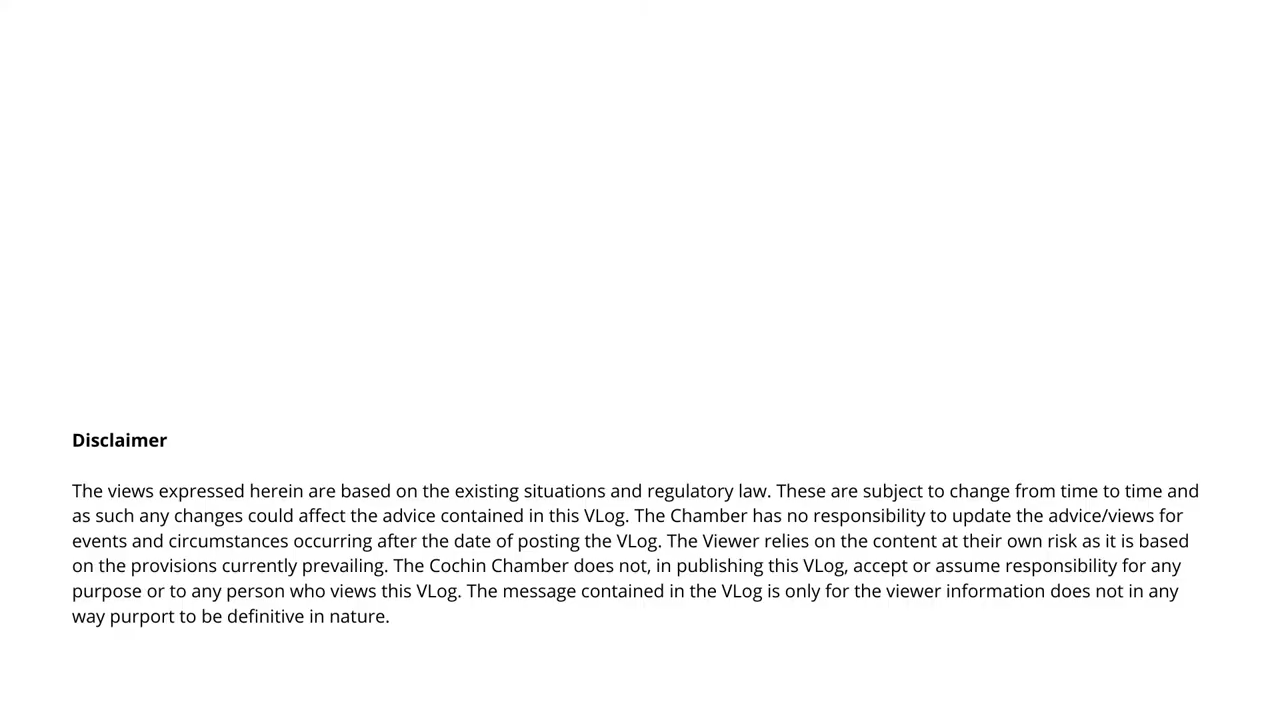 Disclaimer
The views expressed herein are based on the existing situations and regulatory law. These are subject to change from time to time and
as such any changes could affect the advice contained in this VLog. The Chamber has no responsibility to update the advice/views for
events and circumstances occurring after the date of posting the VLog. The Viewer relies on the content at their own risk as it is based
on the provisions currently prevailing. The Cochin Chamber does not, in publishing this VLog, accept or assume responsibility for any
purpose or to any person who views this VLog. The message contained in the VLog is only for the viewer information does not in any
way purport to be definitive in nature.